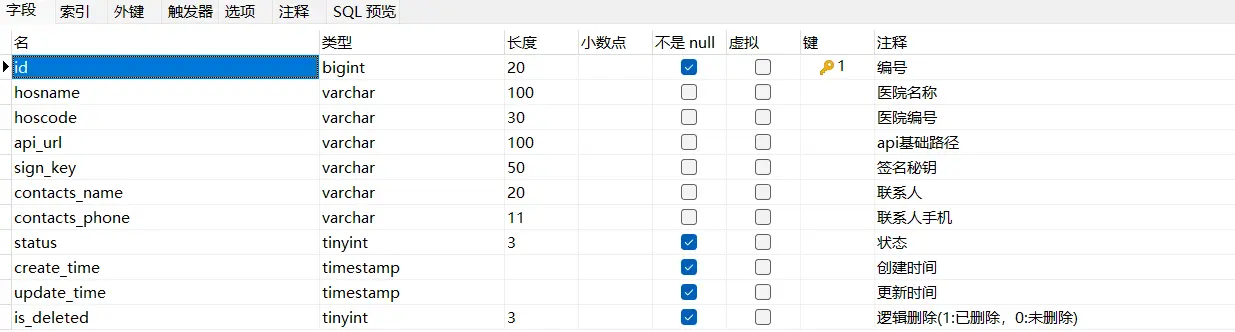 字段 索引 外键 触发器 选项 注释 SQL 预览
名 类型 长度 小数点 不是 null 虚拟 键 注释
id bigint 20 1 编号
hosname varchar 100 医院名称
hoscode varchar 30 医院编号
api_url varchar 100 api基础路径
sign_key varchar 50 签名秘钥
contacts_name varchar 20 联系人
contacts_phone varchar 11 联系人手机
status tinyint 3 状态
create_time timestamp 创建时间
update_time timestamp 更新时间
is_deleted tinyint 3 逻辑删除(1:已删除，0:未删除)